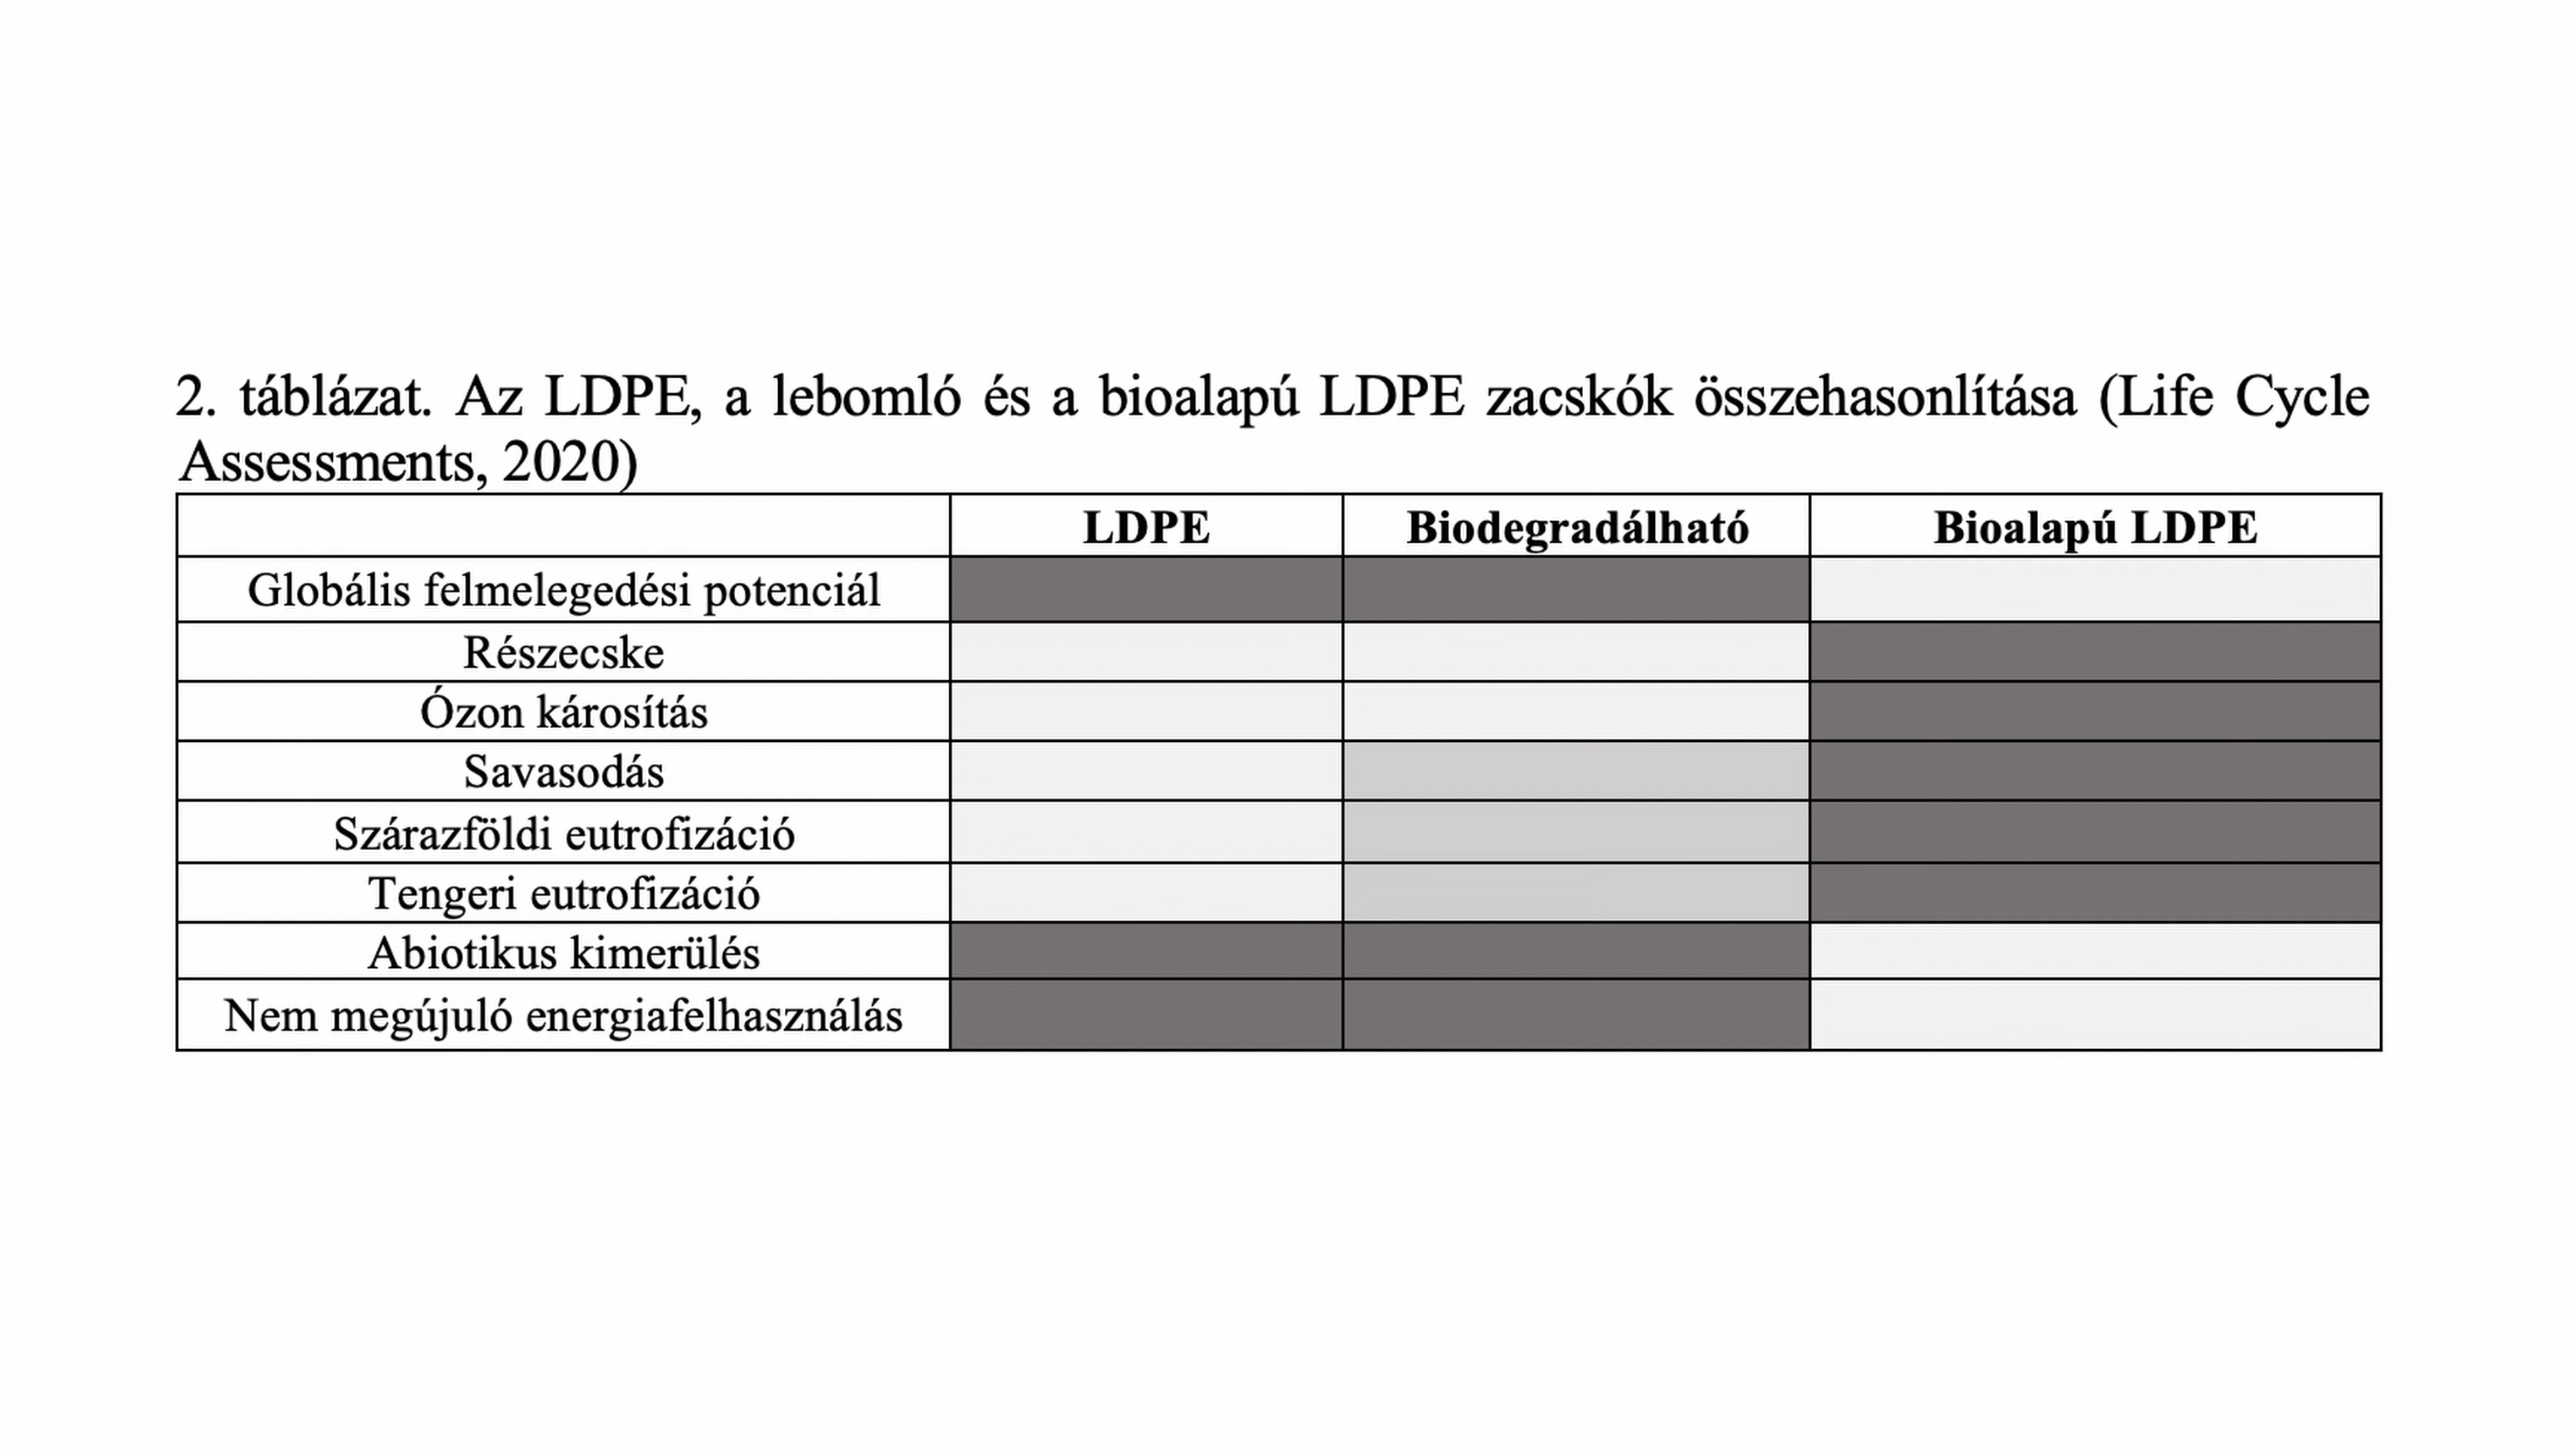 2. táblázat. Az LDPE, a lebomló és a bioalapú LDPE zacskók összehasonlítása (Life Cycle
Assessments, 2020)
LDPE Biodegradálható Bioalapú LDPE
Globális felmelegedési potenciál
Részecske
Ózon károsítás
Savasodás
Szárazföldi eutrofizáció
Tengeri eutrofizáció
Abiotikus kimerülés
Nem megújuló energiafelhasználás